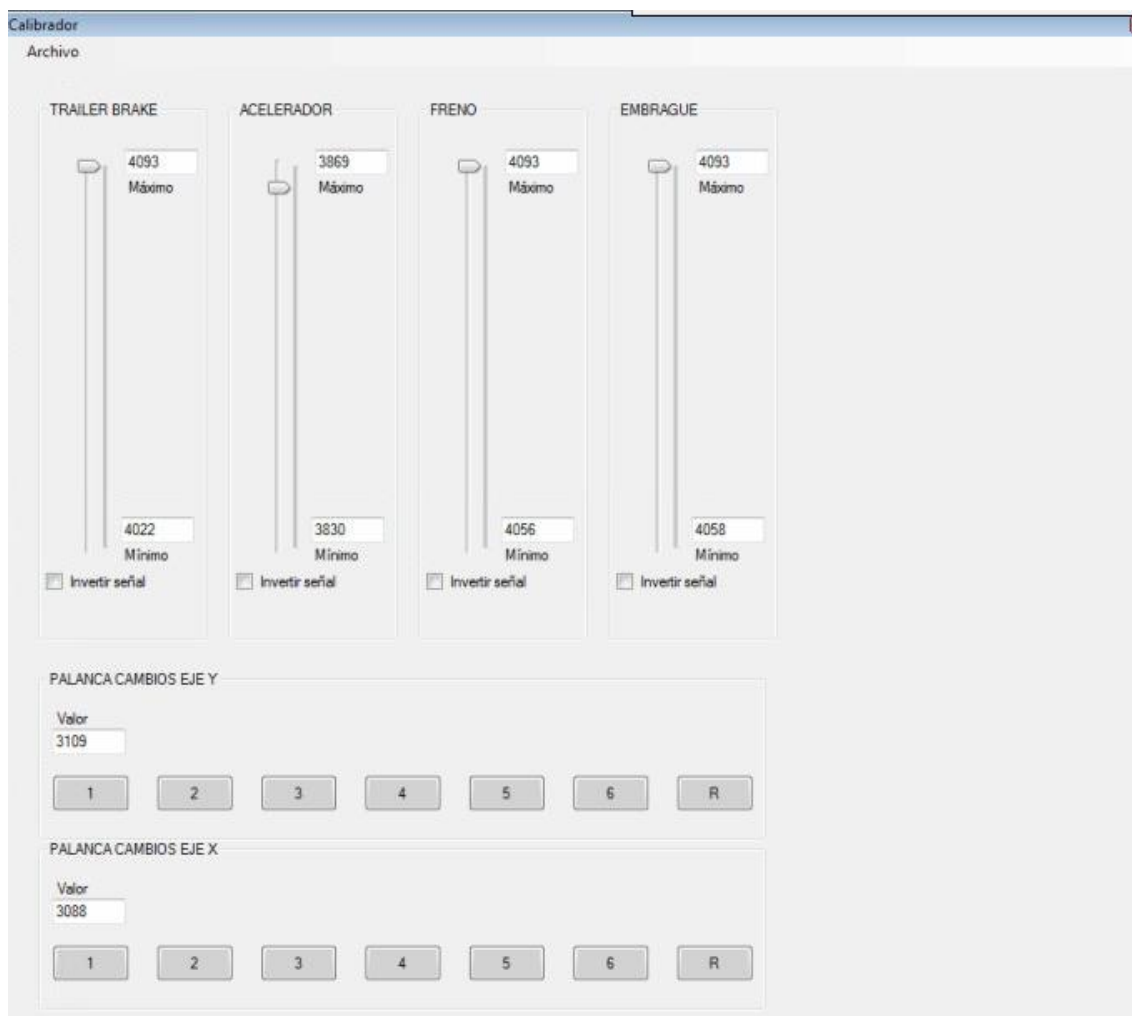 Calibrador
Archivo
TRAILER BRAKE
4093
Máximo
4022
Mínimo
Invertir señal
ACELERADOR
3869
Máximo
3830
Mínimo
Invertir señal
FRENO
4093
Máximo
4056
Mínimo
Invertir señal
EMBRAGUE
4093
Máximo
4058
Mínimo
Invertir señal
PALANCA CAMBIOS EJE Y
Valor
3109
1 2 3 4 5 6 R
PALANCA CAMBIOS EJE X
Valor
3088
1 2 3 4 5 6 R